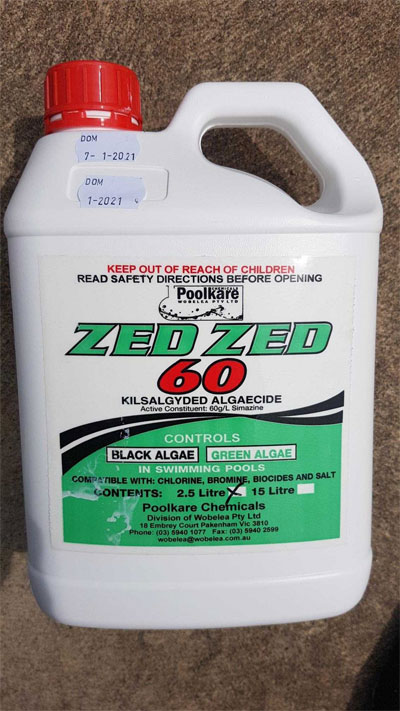 DOM
7- 1-2021
DOM
1-2021
KEEP OUT OF REACH OF CHILDREN
READ SAFETY DIRECTIONS BEFORE OPENING
CHEMICALS
Poolkare
WOBELEA PTY LTD
ZED ZED
60
KILSALGYDED ALGAECIDE
Active Constituent: 60g/L Simazine
CONTROLS
BLACK ALGAE GREEN ALGAE
IN SWIMMING POOLS
COMPATIBLE WITH: CHLORINE, BROMINE, BIOCIDES AND SALT
CONTENTS: 2.5 Litre 15 Litre
Poolkare Chemicals
Division of Wobelea Pty Ltd
18 Embrey Court Pakenham Vic 3810
Phone: (03) 5940 1077 Fax: (03) 5940 2599
wobelea@wobelea.com.au